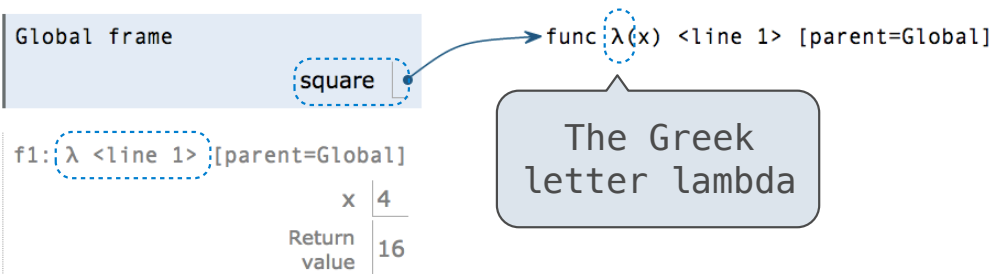 Global frame
func λ(x) <line 1> [parent=Global]
square
The Greek
letter lambda
f1: λ <line 1> [parent=Global]
x 4
Return
value 16